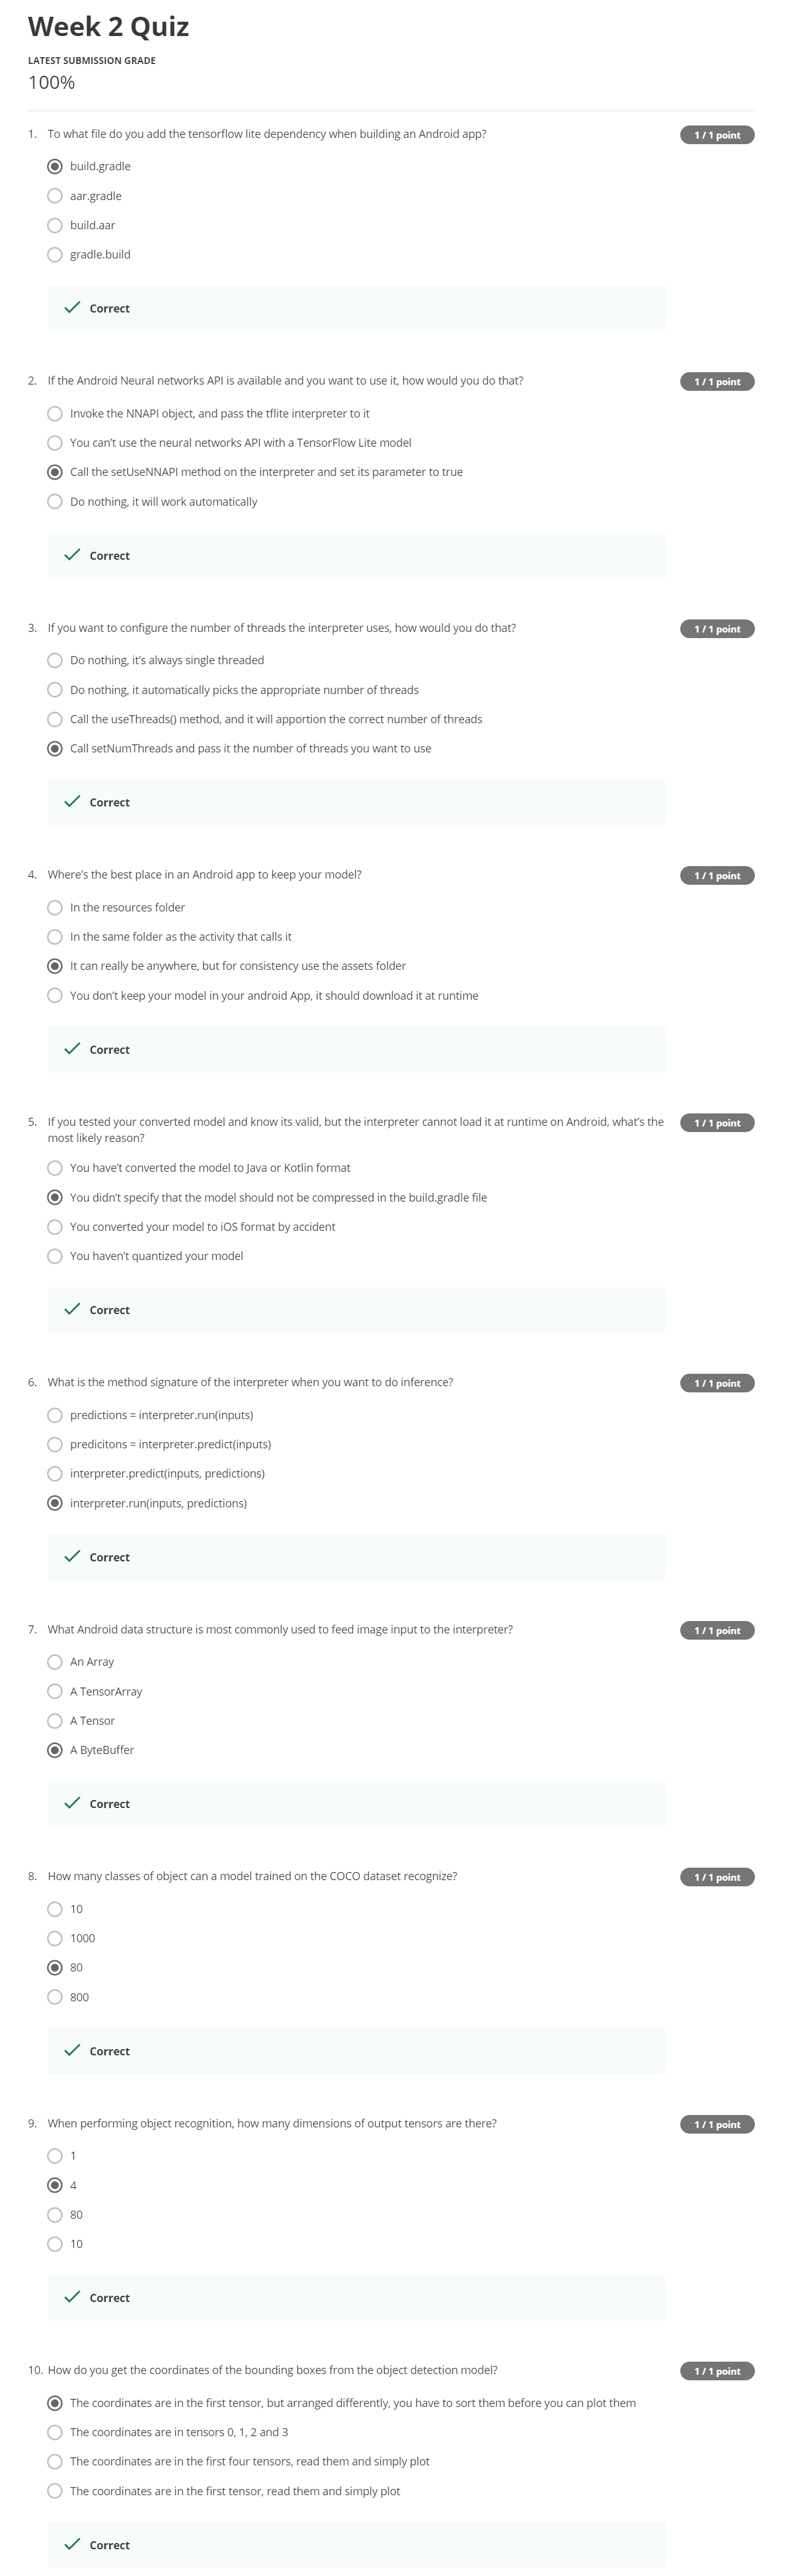 Week 2 Quiz
LATEST SUBMISSION GRADE
100%
1. To what file do you add the tensorflow lite dependency when building an Android app?
1 / 1 point
build.gradle
aar.gradle
build.aar
gradle.build
Correct
2. If the Android Neural networks API is available and you want to use it, how would you do that?
1 / 1 point
Invoke the NNAPI object, and pass the tflite interpreter to it
You can't use the neural networks API with a TensorFlow Lite model
Call the setUseNNAPI method on the interpreter and set its parameter to true
Do nothing, it will work automatically
Correct
3. If you want to configure the number of threads the interpreter uses, how would you do that?
1 / 1 point
Do nothing, it's always single threaded
Do nothing, it automatically picks the appropriate number of threads
Call the useThreads() method, and it will apportion the correct number of threads
Call setNumThreads and pass it the number of threads you want to use
Correct
4. Where's the best place in an Android app to keep your model?
1 / 1 point
In the resources folder
In the same folder as the activity that calls it
It can really be anywhere, but for consistency use the assets folder
You don't keep your model in your android App, it should download it at runtime
Correct
5. If you tested your converted model and know its valid, but the interpreter cannot load it at runtime on Android, what's the
1 / 1 point
most likely reason?
You have't converted the model to Java or Kotlin format
You didn't specify that the model should not be compressed in the build.gradle file
You converted your model to iOS format by accident
You haven't quantized your model
Correct
6. What is the method signature of the interpreter when you want to do inference?
1 / 1 point
predictions = interpreter.run(inputs)
predicitons = interpreter.predict(inputs)
interpreter.predict(inputs, predictions)
interpreter.run(inputs, predictions)
Correct
7. What Android data structure is most commonly used to feed image input to the interpreter?
1 / 1 point
An Array
A TensorArray
A Tensor
A ByteBuffer
Correct
8. How many classes of object can a model trained on the COCO dataset recognize?
1 / 1 point
10
1000
80
800
Correct
9. When performing object recognition, how many dimensions of output tensors are there?
1 / 1 point
1
4
80
10
Correct
10. How do you get the coordinates of the bounding boxes from the object detection model?
1 / 1 point
The coordinates are in the first tensor, but arranged differently, you have to sort them before you can plot them
The coordinates are in tensors 0, 1, 2 and 3
The coordinates are in the first four tensors, read them and simply plot
The coordinates are in the first tensor, read them and simply plot
Correct